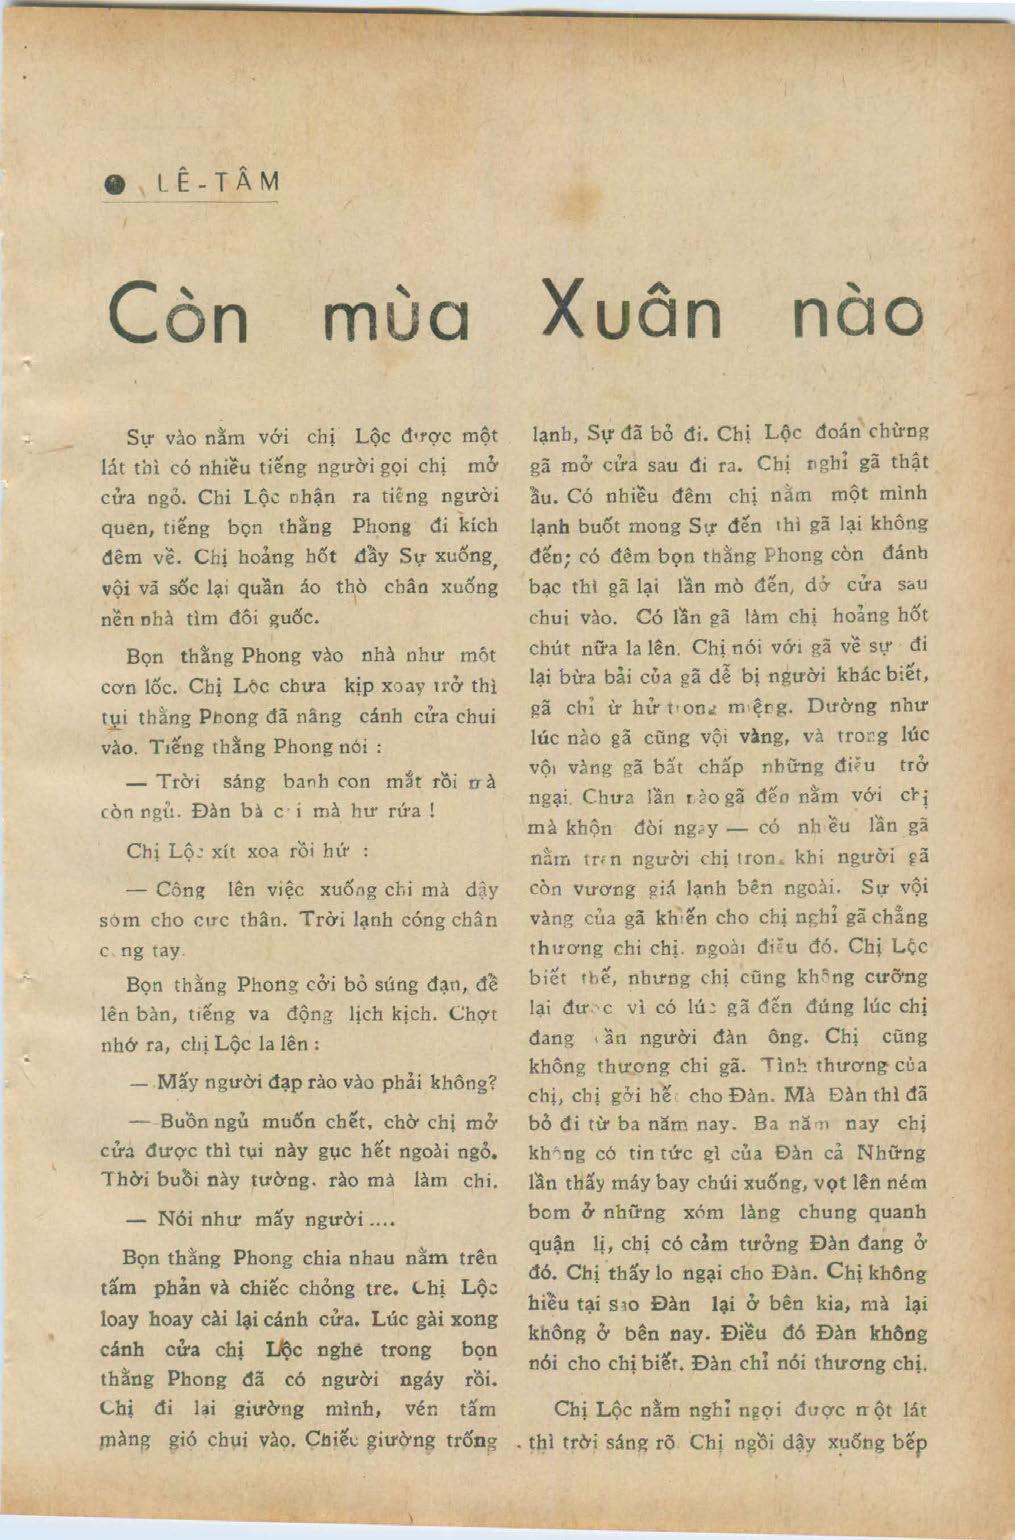 LÊ-TÂM
Còn mùa Xuân nào
Sự vào nằm với chị Lộc được một
lát thì có nhiều tiếng người gọi chị mở
cửa ngỏ. Chi Lộc nhận ra tiếng người
quen, tiếng bọn thằng Phong đi kích
đêm về. Chị hoảng hốt đầy Sự xuống,
vội vã sốc lại quần áo thò chân xuống
nền nhà tìm đôi guốc.
Bọn thằng Phong vào nhà như một
cơn lốc. Chị Lộc chưa kịp xoay trở thì
tụi thằng Phong đã nâng cánh cửa chui
vào. Tiếng thằng Phong nói :
— Trời sáng banh con mắt rồi mà
còn ngủ. Đàn bà chi mà hư rứa !
Chị Lộc xít xoa rồi hứ :
— Công lên việc xuống chi mà dậy
sớm cho cực thân. Trời lạnh cóng chân
cóng tay.
Bọn thằng Phong cởi bỏ súng đạn, đề
lên bàn, tiếng va động lịch kịch. Chợt
nhớ ra, chị Lộc la lên :
— Mấy người đạp rào vào phải không?
— Buồn ngủ muốn chết, chờ chị mở
cửa được thì tụi này gục hết ngoài ngỏ.
Thời buồi này tường. rào mà làm chi.
— Nói như mấy người....
Bọn thằng Phong chia nhau nằm trên
tấm phản và chiếc chỏng tre. Chị Lộc
loay hoay cài lại cánh cửa. Lúc gài xong
cánh cửa chị Lộc nghe trong bọn
thằng Phong đã có người ngáy rồi.
Chị đi lại giường mình, vén tấm
màng gió chui vào. Chiếc giường trống
lạnh, Sự đã bỏ đi. Chị Lộc đoán chừng
gã mở cửa sau đi ra. Chị nghỉ gã thật
ầu. Có nhiều đêm chị nằm một mình
lạnh buốt mong Sự đến thì gã lại không
đến; có đêm bọn thằng Phong còn đánh
bạc thì gã lại lần mò đến, dở cửa sau
chui vào. Có lần gã làm chị hoảng hốt
chút nữa la lên. Chị nói với gã về sự đi
lại bừa bải của gã dễ bị người khác biết,
gã chỉ ừ hử trong miệng. Dường như
lúc nào gã cũng vội vàng, và trong lúc
vội vàng gã bất chấp những điều trở
ngại. Chưa lần nào gã đến nằm với chị
mà khôn đòi ngay — có nhiều lần gã
nằm trên người chị trong khi người gã
còn vương giá lạnh bên ngoài. Sự vội
vàng của gã khiến cho chị nghỉ gã chẳng
thương chi chị. ngoài điều đó. Chị Lộc
biết thế, nhưng chị cũng không cưỡng
lại được vì có lúc gã đến đúng lúc chị
đang cần người đàn ông. Chị cũng
không thương chi gã. Tình thương của
chị, chị gởi hết cho Đàn. Mà Đàn thì đã
bỏ đi từ ba năm nay. Ba năm nay chị
không có tin tức gì của Đàn cả Những
lần thấy máy bay chúi xuống, vọt lên ném
bom ở những xóm làng chung quanh
quận lị, chị có cảm tưởng Đàn đang ở
đó. Chị thấy lo ngại cho Đàn. Chị không
hiều tại sao Đàn lại ở bên kia, mà lại
không ở bên nay. Điều đó Đàn không
nói cho chị biết. Đàn chỉ nói thương chị.
Chị Lộc nằm nghỉ ngợi được một lát
thì trời sáng rõ Chị ngồi dậy xuống bếp